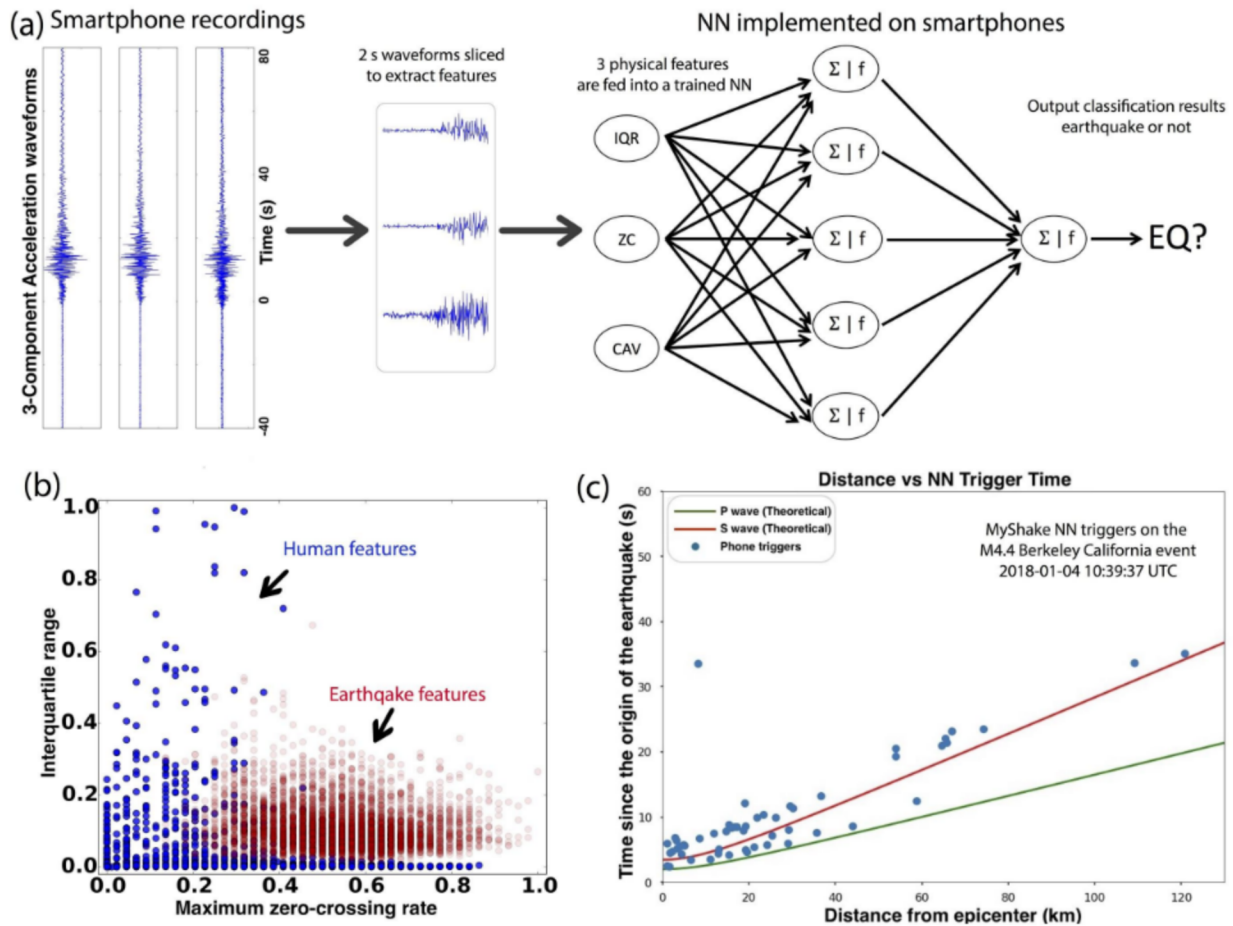 (a) Smartphone recordings
NN implemented on smartphones
3-Component Acceleration waveforms
80
40
0
-40
Time (s)
2 s waveforms sliced
to extract features
3 physical features
are fed into a trained NN
IQR
ZC
CAV
Σ | f
Σ | f
Σ | f
Σ | f
Σ | f
Σ | f
Output classification results
earthquake or not
EQ?
(b)
Interquartile range
1.0
0.8
0.6
0.4
0.2
0.0
Human features
Earthqake features
0.0 0.2 0.4 0.6 0.8 1.0
Maximum zero-crossing rate
(c)
Distance vs NN Trigger Time
Time since the origin of the earthquake (s)
60
50
40
30
20
10
0
P wave (Theoretical)
S wave (Theoretical)
Phone triggers
MyShake NN triggers on the
M4.4 Berkeley California event
2018-01-04 10:39:37 UTC
0 20 40 60 80 100 120
Distance from epicenter (km)